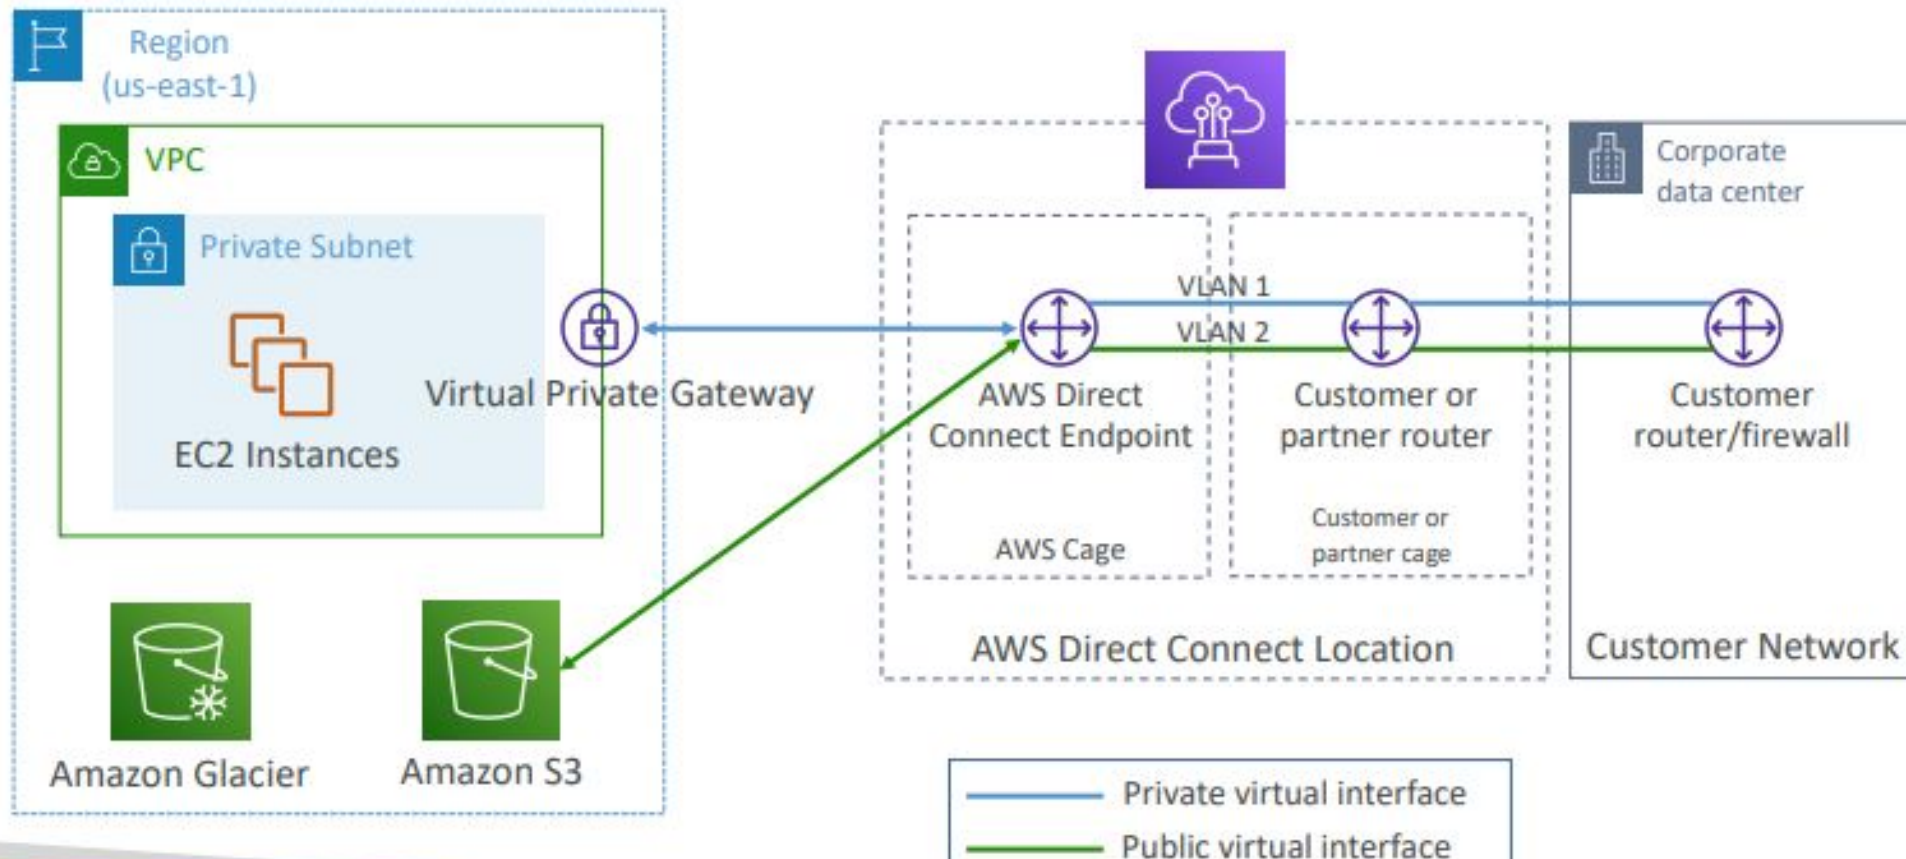 Region
(us-east-1)
VPC
Private Subnet
EC2 Instances
Virtual Private Gateway
Amazon Glacier
Amazon S3
VLAN 1
VLAN 2
AWS Direct
Connect Endpoint
AWS Cage
Customer or
partner router
Customer or
partner cage
AWS Direct Connect Location
Corporate
data center
Customer
router/firewall
Customer Network
Private virtual interface
Public virtual interface